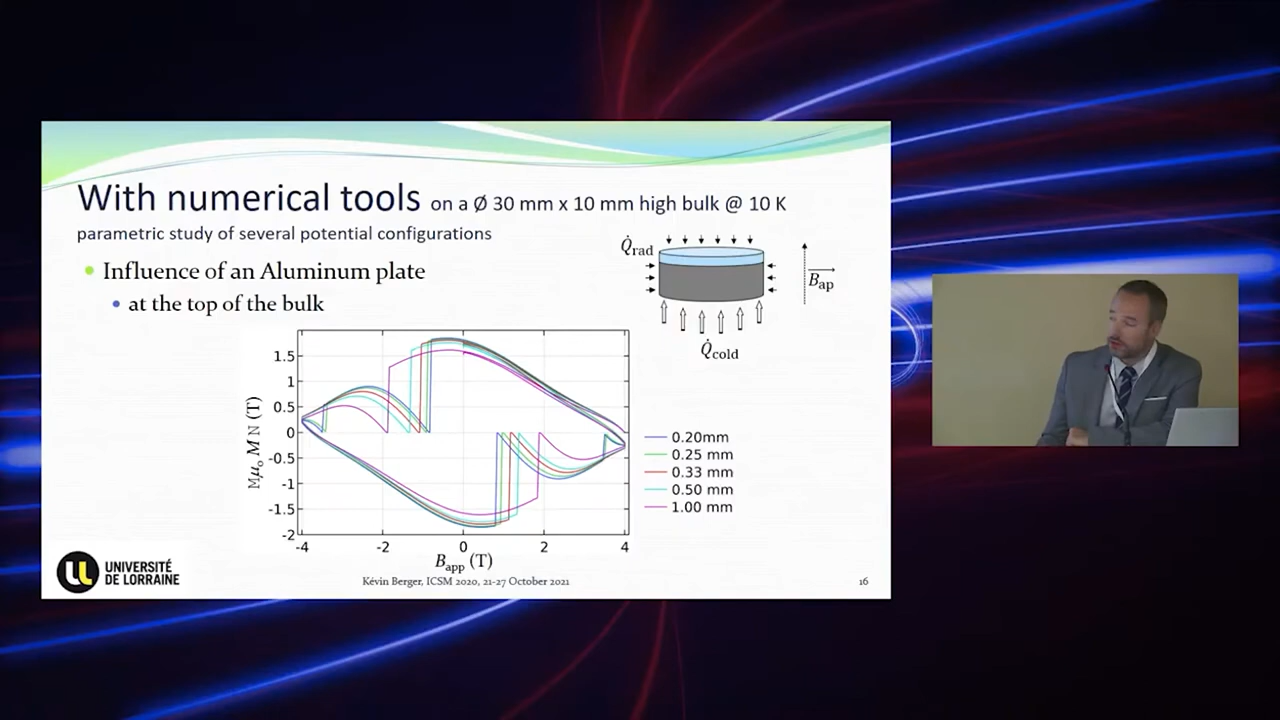 With numerical tools on a Ø 30 mm x 10 mm high bulk @ 10 K
parametric study of several potential configurations
Influence of an Aluminum plate
at the top of the bulk
Q̇rad
Bap
Q̇cold
1.5
1
0.5
0
-0.5
-1
-1.5
-2
-4
-2
0
2
4
Bapp (T)
0.20mm
0.25 mm
0.33 mm
0.50 mm
1.00 mm
UNIVERSITÉ
DE LORRAINE
Kévin Berger, ICSM 2020, 21-27 October 2021
16